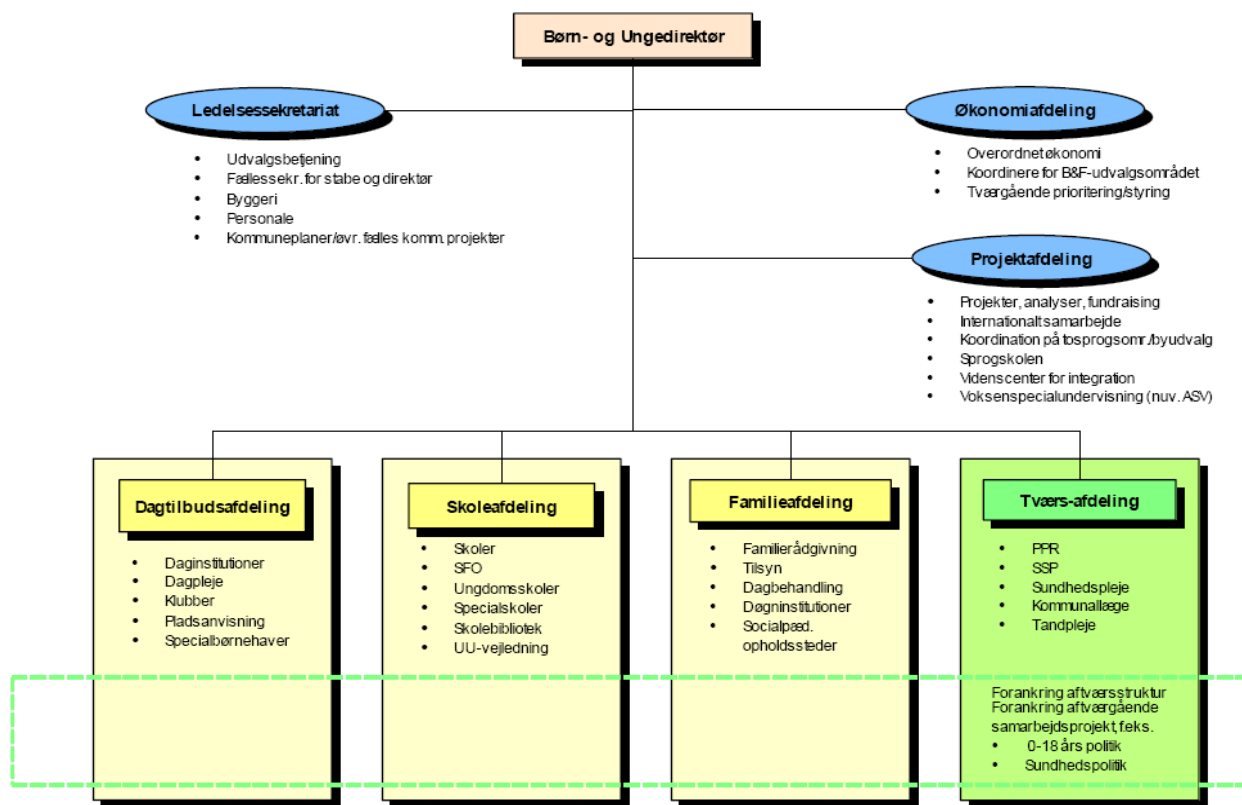 Børn- og Ungedirektør
Ledelsessekretariat
• Udvalgsbetjening
• Fællessekr. for stabe og direktør
• Byggeri
• Personale
• Kommuneplaner/øvr. fælles komm. projekter
Økonomiafdeling
• Overordnet økonomi
• Koordinere for B&F-udvalgsområdet
• Tværgående prioritering/styring
Projektafdeling
• Projekter, analyser, fundraising
• Internationalt samarbejde
• Koordination på tosprogsomr./byudvalg
• Sprogskolen
• Videnscenter for integration
• Voksenspecialundervisning (nuv. ASV)
Dagtilbudsafdeling
• Daginstitutioner
• Dagpleje
• Klubber
• Pladsanvisning
• Specialbørnehaver
Skoleafdeling
• Skoler
• SFO
• Ungdomsskoler
• Specialskoler
• Skolebibliotek
• UU-vejledning
Familieafdeling
• Familierådgivning
• Tilsyn
• Dagbehandling
• Døgninstitutioner
• Socialpæd.
opholdssteder
Tværs-afdeling
• PPR
• SSP
• Sundhedspleje
• Kommunallæge
• Tandpleje
Forankring af tværsstruktur
Forankring af tværgående
samarbejdsprojekt, f.eks.
• 0-18 års politik
• Sundhedspolitik